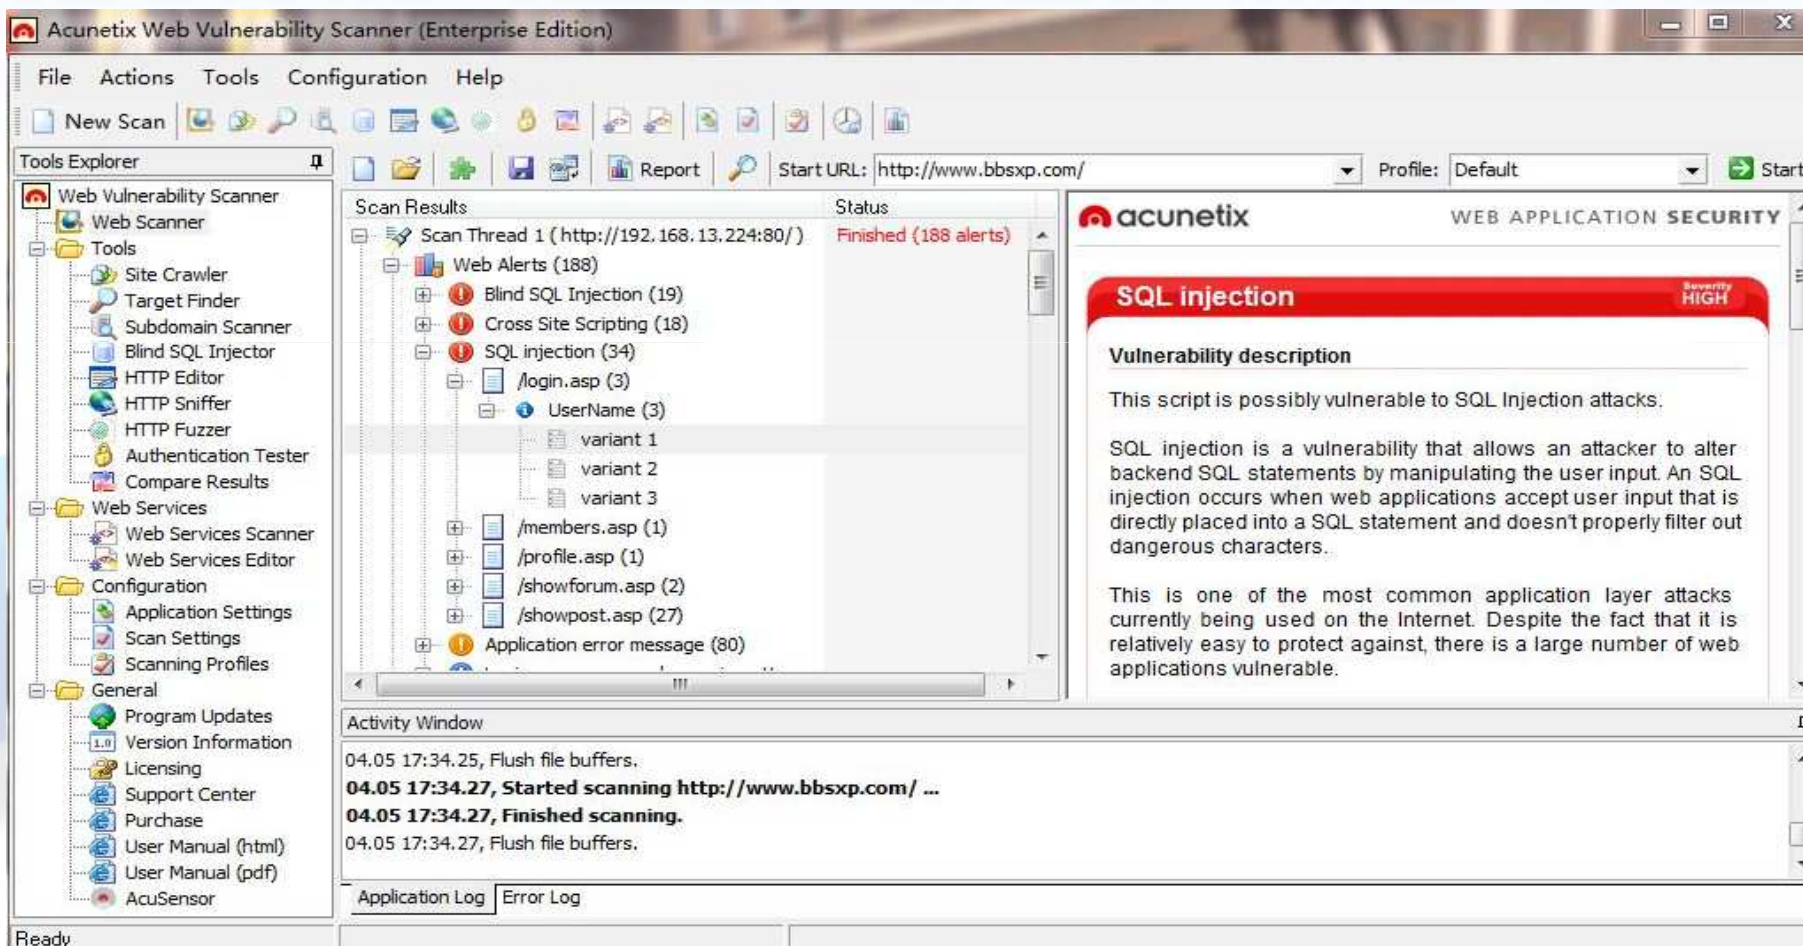 Acunetix Web Vulnerability Scanner (Enterprise Edition)
File Actions Tools Configuration Help
New Scan
Tools Explorer
Report Start URL: http://www.bbsxp.com/ Profile: Default Start
Web Vulnerability Scanner
Web Scanner
Tools
Site Crawler
Target Finder
Subdomain Scanner
Blind SQL Injector
HTTP Editor
HTTP Sniffer
HTTP Fuzzer
Authentication Tester
Compare Results
Web Services
Web Services Scanner
Web Services Editor
Configuration
Application Settings
Scan Settings
Scanning Profiles
General
Program Updates
1.0 Version Information
Licensing
Support Center
Purchase
User Manual (html)
User Manual (pdf)
AcuSensor
Scan Results Status
Scan Thread 1 ( http://192.168.13.224:80/ ) Finished (188 alerts)
Web Alerts (188)
Blind SQL Injection (19)
Cross Site Scripting (18)
SQL injection (34)
/login.asp (3)
UserName (3)
variant 1
variant 2
variant 3
/members.asp (1)
/profile.asp (1)
/showforum.asp (2)
/showpost.asp (27)
Application error message (80)
acunetix WEB APPLICATION SECURITY
SQL injection
Severity
HIGH
Vulnerability description
This script is possibly vulnerable to SQL Injection attacks.
SQL injection is a vulnerability that allows an attacker to alter
backend SQL statements by manipulating the user input. An SQL
injection occurs when web applications accept user input that is
directly placed into a SQL statement and doesn't properly filter out
dangerous characters.
This is one of the most common application layer attacks
currently being used on the Internet. Despite the fact that it is
relatively easy to protect against, there is a large number of web
applications vulnerable.
Activity Window
04.05 17:34.25, Flush file buffers.
04.05 17:34.27, Started scanning http://www.bbsxp.com/ ...
04.05 17:34.27, Finished scanning.
04.05 17:34.27, Flush file buffers.
Application Log Error Log
Ready